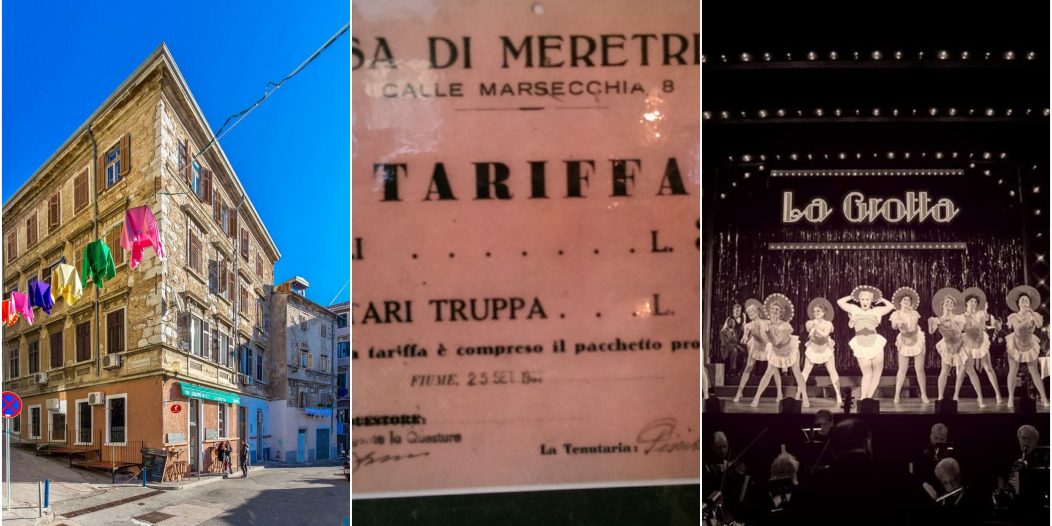 SA DI MERETRI
CALLE MARSECCHIA 8
TARIFFA
I . . . . . . . L. 8
TARI TRUPPA . . . L.
a tariffa è compreso il pacchetto pro
FIUME, 25 SET.
QUESTORE:
La Tenutaria:
La Grotta